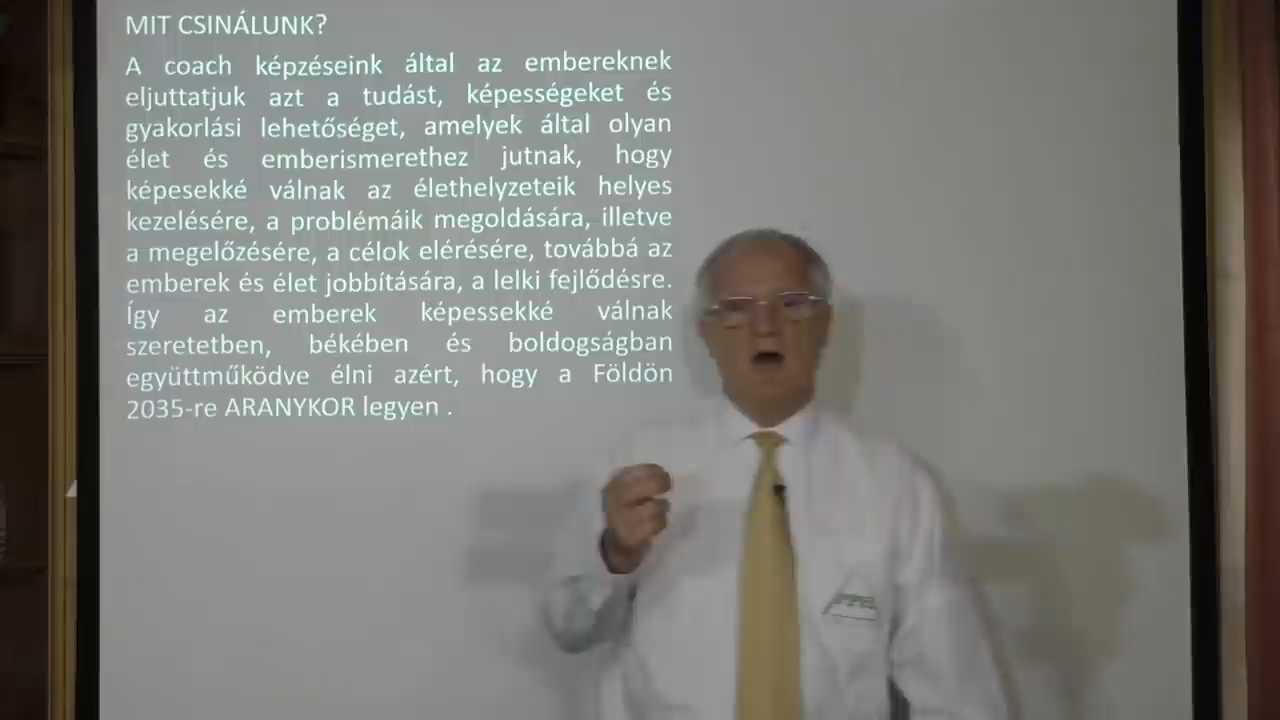 MIT CSINÁLUNK?
A coach képzéseink által az embereknek
eljuttatjuk azt a tudást, képességeket és
gyakorlási lehetőséget, amelyek által olyan
élet és emberismerethez jutnak, hogy
képesekké válnak az élethelyzeteik helyes
kezelésére, a problémáik megoldására, illetve
a megelőzésére, a célok elérésére, továbbá az
emberek és élet jobbítására, a lelki fejlődésre.
Így az emberek képessekké válnak
szeretetben, békében és boldogságban
együttműködve élni azért, hogy a Földön
2035-re ARANYKOR legyen .